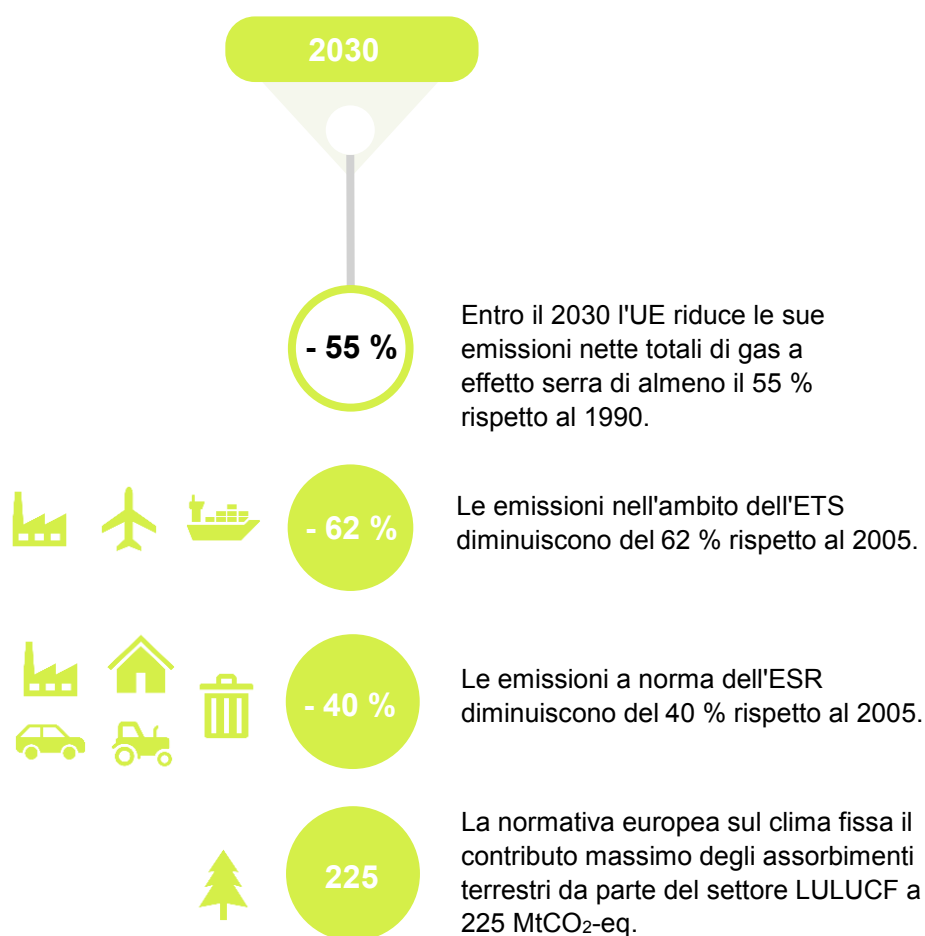 2030
- 55 %
Entro il 2030 l'UE riduce le sue
emissioni nette totali di gas a
effetto serra di almeno il 55 %
rispetto al 1990.
- 62 %
Le emissioni nell'ambito dell'ETS
diminuiscono del 62 % rispetto al 2005.
- 40 %
Le emissioni a norma dell'ESR
diminuiscono del 40 % rispetto al 2005.
225
La normativa europea sul clima fissa il
contributo massimo degli assorbimenti
terrestri da parte del settore LULUCF a
225 MtCO₂-eq.